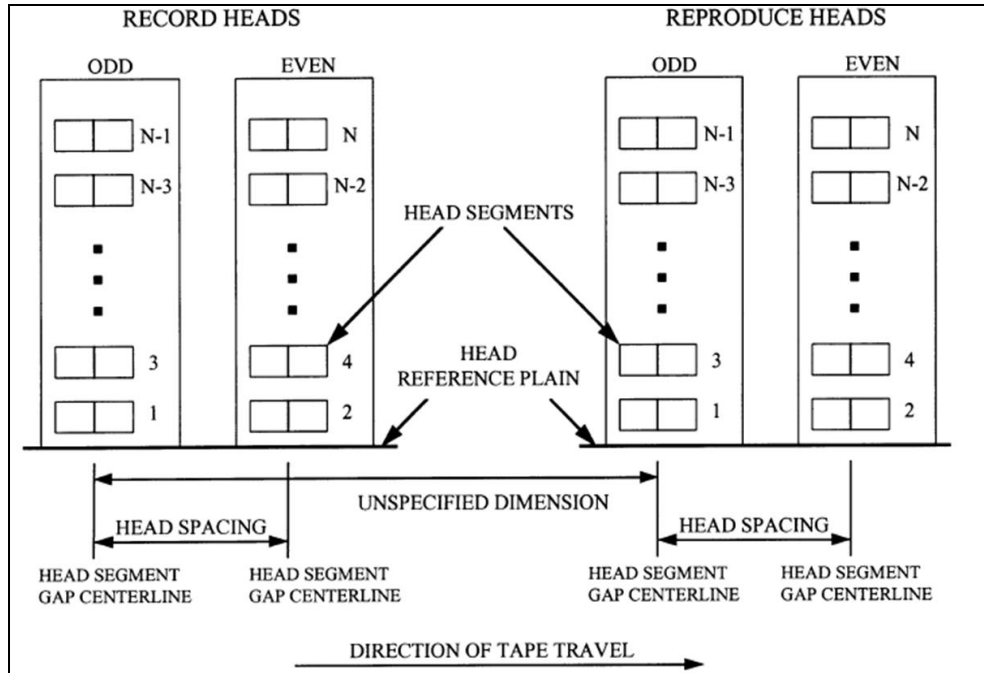 RECORD HEADS
REPRODUCE HEADS
ODD
EVEN
ODD
EVEN
N-1
N
N-1
N
N-3
N-2
N-3
N-2
HEAD SEGMENTS
3
4
HEAD
REFERENCE PLAIN
3
4
1
2
1
2
UNSPECIFIED DIMENSION
HEAD SPACING
HEAD SPACING
HEAD SEGMENT
GAP CENTERLINE
HEAD SEGMENT
GAP CENTERLINE
HEAD SEGMENT
GAP CENTERLINE
HEAD SEGMENT
GAP CENTERLINE
DIRECTION OF TAPE TRAVEL